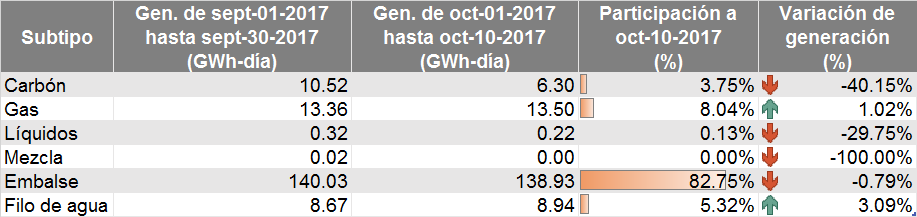 Subtipo Gen. de sept-01-2017 hasta sept-30-2017 (GWh-día) Gen. de oct-01-2017 hasta oct-10-2017 (GWh-día) Participación a oct-10-2017 (%) Variación de generación (%)
Carbón 10.52 6.30 3.75% -40.15%
Gas 13.36 13.50 8.04% 1.02%
Líquidos 0.32 0.22 0.13% -29.75%
Mezcla 0.02 0.00 0.00% -100.00%
Embalse 140.03 138.93 82.75% -0.79%
Filo de agua 8.67 8.94 5.32% 3.09%